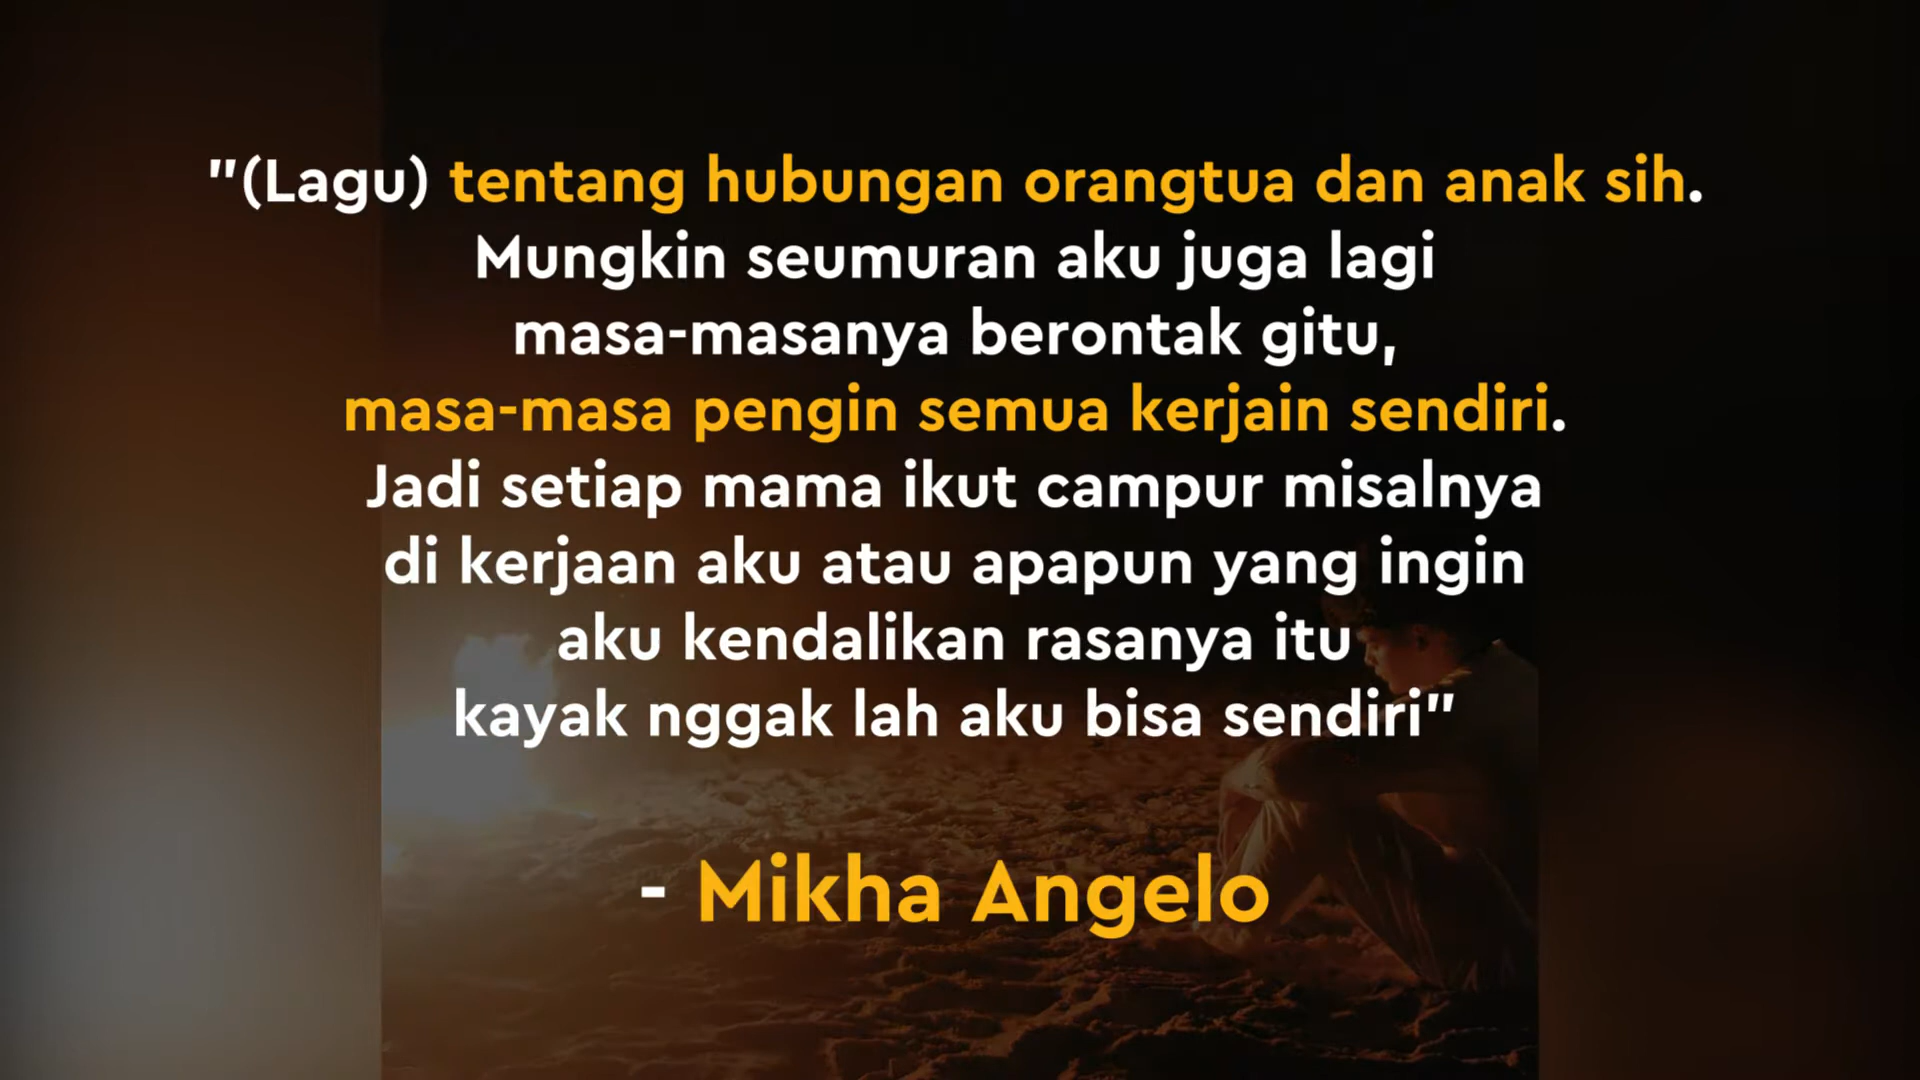 "(Lagu) tentang hubungan orangtua dan anak sih.
Mungkin seumuran aku juga lagi
masa-masanya berontak gitu,
masa-masa pengin semua kerjain sendiri.
Jadi setiap mama ikut campur misalnya
di kerjaan aku atau apapun yang ingin
aku kendalikan rasanya itu
kayak nggak lah aku bisa sendiri"
- Mikha Angelo